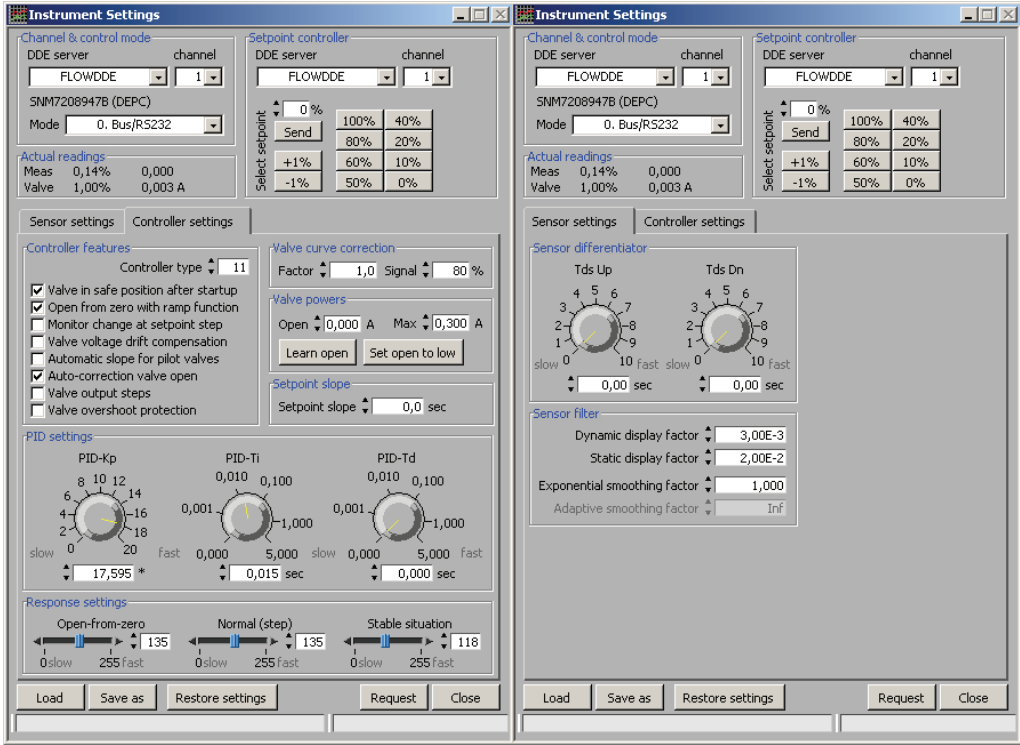 Instrument Settings
Channel & control mode
DDE server channel
FLOWDDE 1
SNM7208947B (DEPC)
Mode 0. Bus/RS232
Actual readings
Meas 0,14% 0,000
Valve 1,00% 0,003 A
Setpoint controller
DDE server channel
FLOWDDE 1
Select setpoint
0 %
Send
+1%
-1%
100% 40%
80% 20%
60% 10%
50% 0%
Sensor settings Controller settings
Controller features
Controller type 11
Valve in safe position after startup
Open from zero with ramp function
Monitor change at setpoint step
Valve voltage drift compensation
Automatic slope for pilot valves
Auto-correction valve open
Valve output steps
Valve overshoot protection
Valve curve correction
Factor 1,0 Signal 80 %
Valve powers
Open 0,000 A Max 0,300 A
Learn open Set open to low
Setpoint slope
Setpoint slope 0,0 sec
PID settings
PID-Kp
0 2 4 6 8 10 12 14 16 18 20
slow fast
17,595 *
PID-Ti
0,000 0,001 0,010 0,100 1,000 5,000
0,015 sec
PID-Td
0,000 0,001 0,010 0,100 1,000 5,000
slow fast
0,000 sec
Response settings
Open-from-zero
135
0 slow 255 fast
Normal (step)
135
0 slow 255 fast
Stable situation
118
0 slow 255 fast
Load Save as Restore settings Request Close
Instrument Settings
Channel & control mode
DDE server channel
FLOWDDE 1
SNM7208947B (DEPC)
Mode 0. Bus/RS232
Actual readings
Meas 0,14% 0,000
Valve 1,00% 0,003 A
Setpoint controller
DDE server channel
FLOWDDE 1
Select setpoint
0 %
Send
+1%
-1%
100% 40%
80% 20%
60% 10%
50% 0%
Sensor settings Controller settings
Sensor differentiator
Tds Up
0 1 2 3 4 5 6 7 8 9 10
slow fast
0,00 sec
Tds Dn
0 1 2 3 4 5 6 7 8 9 10
slow fast
0,00 sec
Sensor filter
Dynamic display factor 3,00E-3
Static display factor 2,00E-2
Exponential smoothing factor 1,000
Adaptive smoothing factor Inf
Load Save as Restore settings Request Close